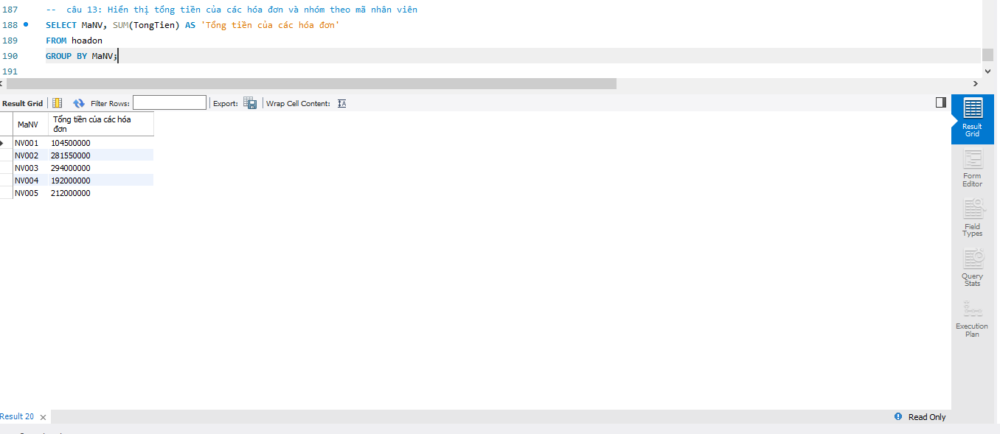 187 -- câu 13: Hiển thị tổng tiền của các hóa đơn và nhóm theo mã nhân viên
188 SELECT MaNV, SUM(TongTien) AS 'Tổng tiền của các hóa đơn'
189 FROM hoadon
190 GROUP BY MaNV;
191
Result Grid Filter Rows: Export: Wrap Cell Content:
MaNV Tổng tiền của các hóa
đơn
NV001 104500000
NV002 281550000
NV003 294000000
NV004 192000000
NV005 212000000
Result
Grid
Form
Editor
Field
Types
Query
Stats
Execution
Plan
Result 20
Read Only